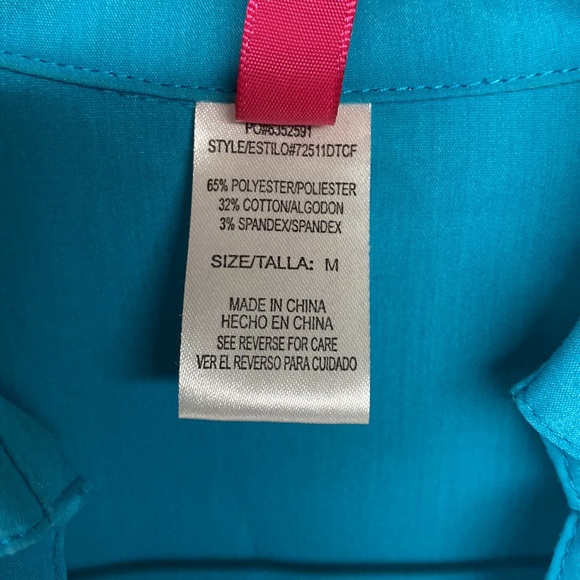 PO#6352591
STYLE/ESTILO#72511DTCF
65% POLYESTER/POLIESTER
32% COTTON/ALGODON
3% SPANDEX/SPANDEX
SIZE/TALLA: M
MADE IN CHINA
HECHO EN CHINA
SEE REVERSE FOR CARE
VER EL REVERSO PARA CUIDADO